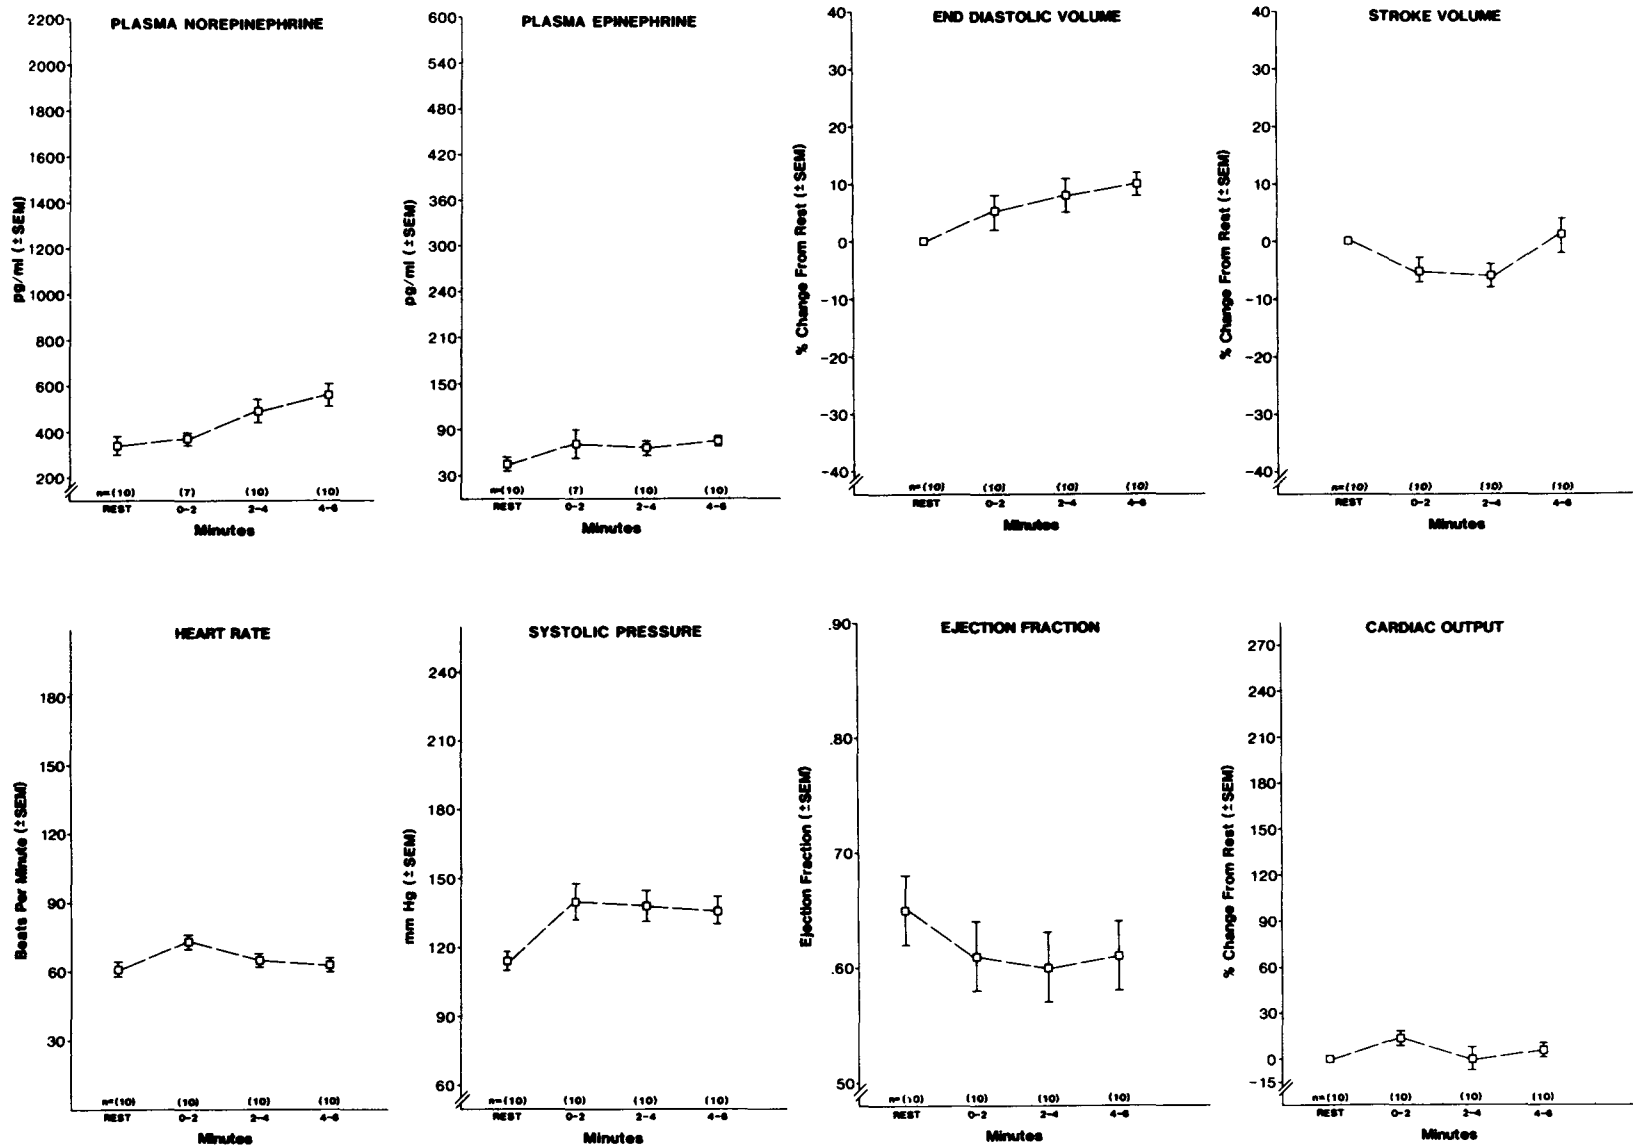 PLASMA NOREPINEPHRINE
pg/ml (±SEM)
2200
2000
1800
1600
1400
1200
1000
800
600
400
200
n=(10) (7) (10) (10)
REST 0-2 2-4 4-6
Minutes
PLASMA EPINEPHRINE
pg/ml (±SEM)
600
540
480
420
360
300
240
210
150
90
30
n=(10) (7) (10) (10)
REST 0-2 2-4 4-6
Minutes
END DIASTOLIC VOLUME
% Change From Rest (±SEM)
40
30
20
10
0
-10
-20
-30
-40
n=(10) (10) (10) (10)
REST 0-2 2-4 4-6
Minutes
STROKE VOLUME
% Change From Rest (±SEM)
40
30
20
10
0
-10
-20
-30
-40
n=(10) (10) (10) (10)
REST 0-2 2-4 4-6
Minutes
HEART RATE
Beats Per Minute (±SEM)
180
150
120
90
60
30
n=(10) (10) (10) (10)
REST 0-2 2-4 4-6
Minutes
SYSTOLIC PRESSURE
mm Hg (±SEM)
240
210
180
150
120
90
60
n=(10) (10) (10) (10)
REST 0-2 2-4 4-6
Minutes
EJECTION FRACTION
Ejection Fraction (±SEM)
.90
.80
.70
.60
.50
n=(10) (10) (10) (10)
REST 0-2 2-4 4-6
Minutes
CARDIAC OUTPUT
% Change From Rest (±SEM)
270
240
210
180
150
120
90
60
30
0
-15
n=(10) (10) (10) (10)
REST 0-2 2-4 4-6
Minutes